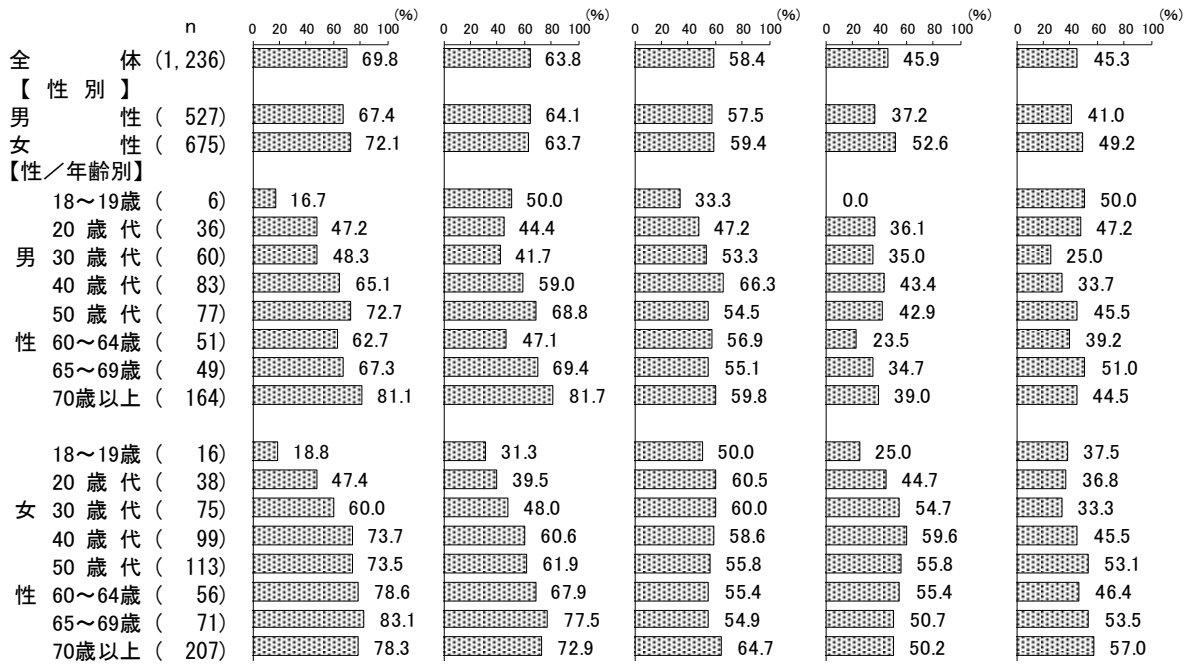 (%) (%) (%) (%) (%)
n 0 20 40 60 80 100 0 20 40 60 80 100 0 20 40 60 80 100 0 20 40 60 80 100 0 20 40 60 80 100
全 体 (1,236) 69.8 63.8 58.4 45.9 45.3
【 性 別 】
男 性 ( 527) 67.4 64.1 57.5 37.2 41.0
女 性 ( 675) 72.1 63.7 59.4 52.6 49.2
【性/年齢別】
18~19歳 ( 6) 16.7 50.0 33.3 0.0 50.0
20 歳 代 ( 36) 47.2 44.4 47.2 36.1 47.2
男 30 歳 代 ( 60) 48.3 41.7 53.3 35.0 25.0
40 歳 代 ( 83) 65.1 59.0 66.3 43.4 33.7
50 歳 代 ( 77) 72.7 68.8 54.5 42.9 45.5
性 60~64歳 ( 51) 62.7 47.1 56.9 23.5 39.2
65~69歳 ( 49) 67.3 69.4 55.1 34.7 51.0
70歳以上 ( 164) 81.1 81.7 59.8 39.0 44.5
18~19歳 ( 16) 18.8 31.3 50.0 25.0 37.5
20 歳 代 ( 38) 47.4 39.5 60.5 44.7 36.8
女 30 歳 代 ( 75) 60.0 48.0 60.0 54.7 33.3
40 歳 代 ( 99) 73.7 60.6 58.6 59.6 45.5
50 歳 代 ( 113) 73.5 61.9 55.8 55.8 53.1
性 60~64歳 ( 56) 78.6 67.9 55.4 55.4 46.4
65~69歳 ( 71) 83.1 77.5 54.9 50.7 53.5
70歳以上 ( 207) 78.3 72.9 64.7 50.2 57.0